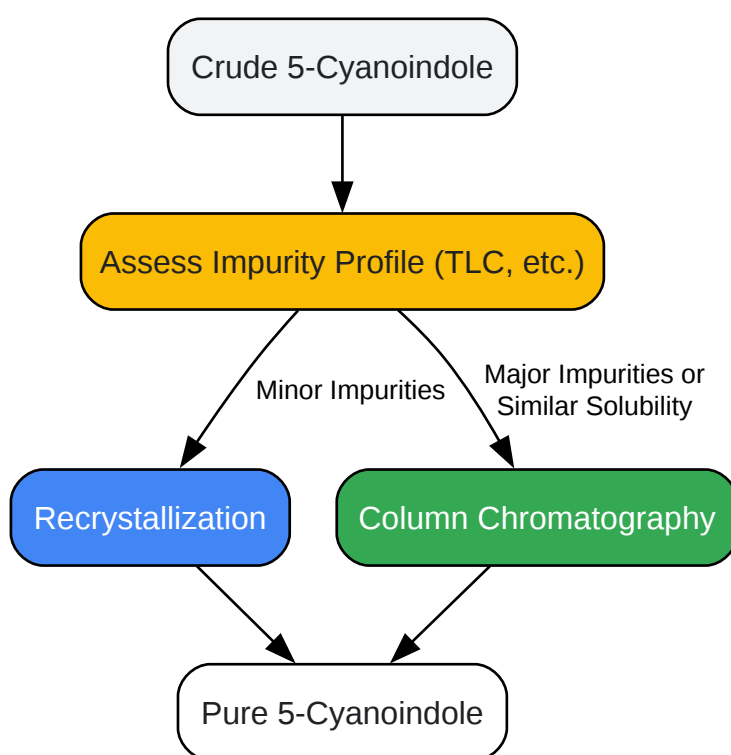 Crude 5-Cyanoindole
Assess Impurity Profile (TLC, etc.)
Minor Impurities
Major Impurities or
Similar Solubility
Recrystallization
Column Chromatography
Pure 5-Cyanoindole